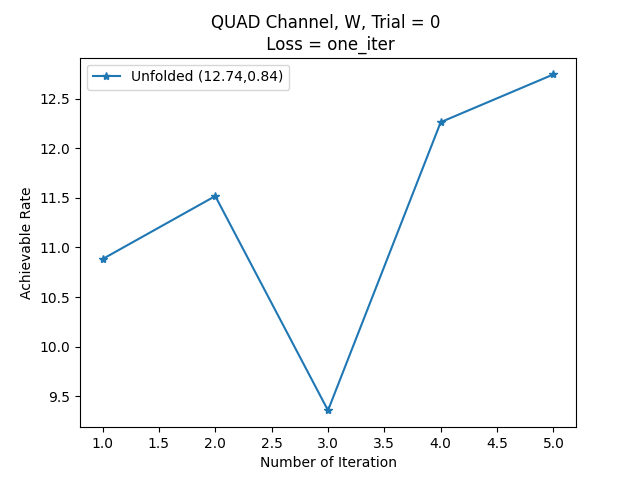 QUAD Channel, W, Trial = 0
Loss = one_iter
Unfolded (12.74,0.84)
12.5
12.0
11.5
11.0
10.5
10.0
9.5
Achievable Rate
1.0 1.5 2.0 2.5 3.0 3.5 4.0 4.5 5.0
Number of Iteration